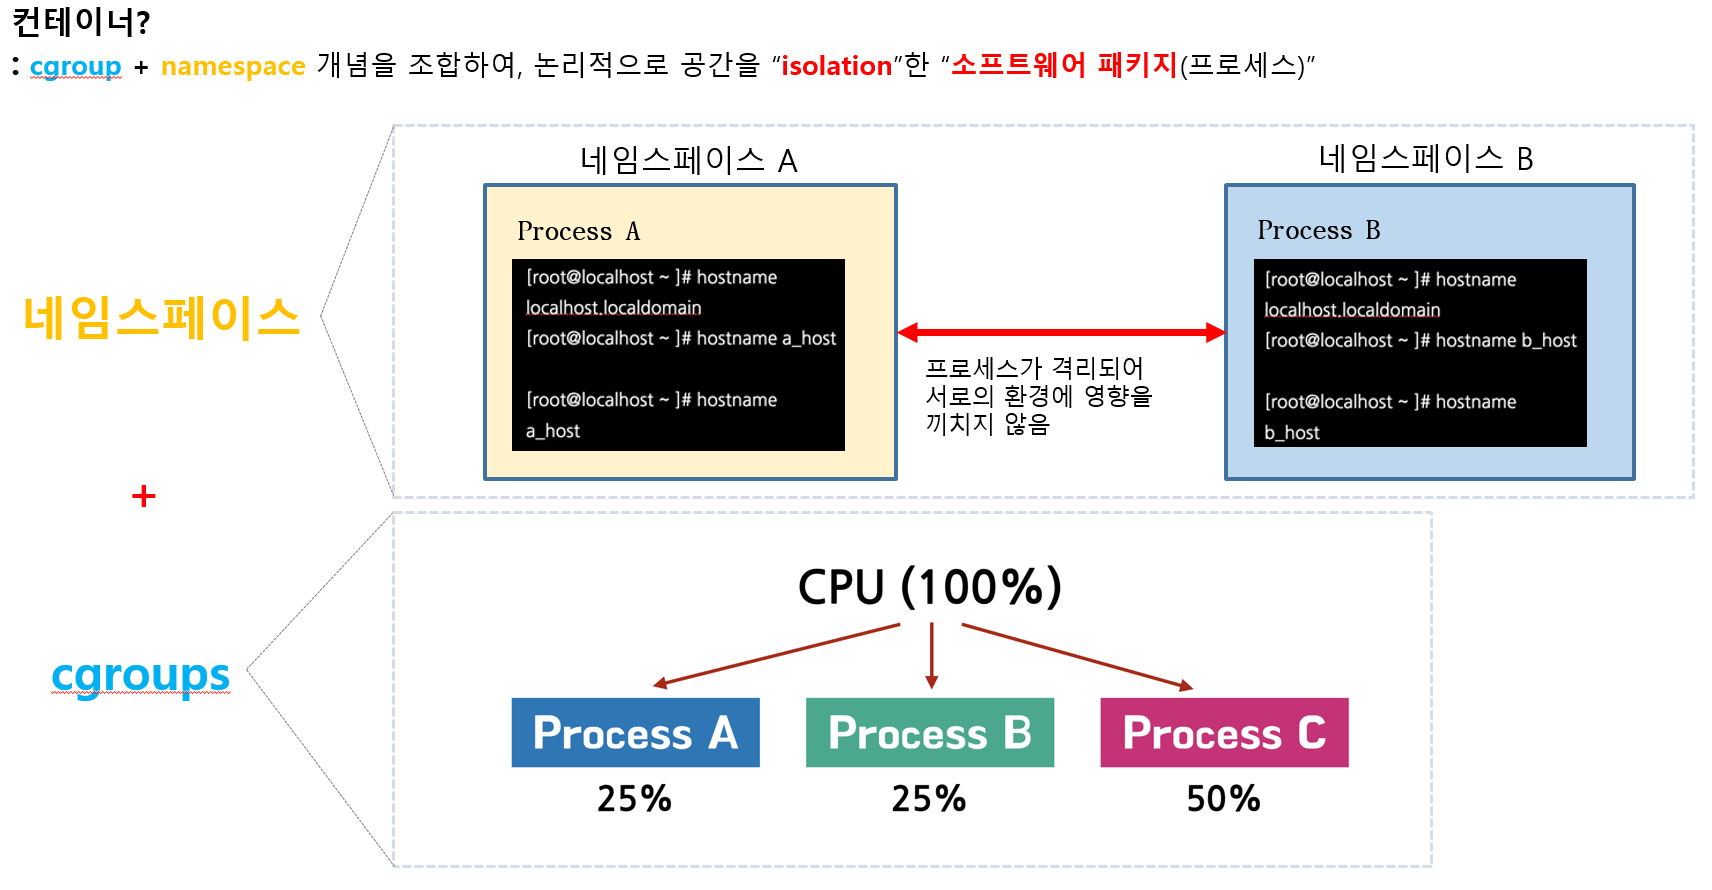 컨테이너?
: cgroup + namespace 개념을 조합하여, 논리적으로 공간을 “isolation”한 “소프트웨어 패키지(프로세스)”
네임스페이스 A
네임스페이스 B
Process A
[root@localhost ~ ]# hostname
localhost.localdomain
[root@localhost ~ ]# hostname a_host
[root@localhost ~ ]# hostname
a_host
Process B
[root@localhost ~ ]# hostname
localhost.localdomain
[root@localhost ~ ]# hostname b_host
[root@localhost ~ ]# hostname
b_host
네임스페이스
프로세스가 격리되어
서로의 환경에 영향을
끼치지 않음
+
CPU (100%)
cgroups
Process A
Process B
Process C
25%
25%
50%